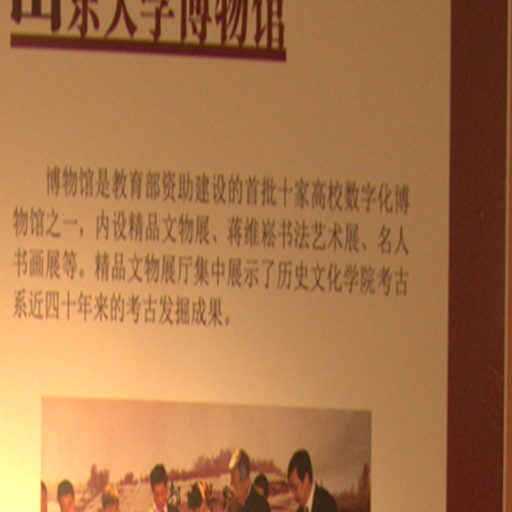 山东大学博物馆
博物馆是教育部资助建设的首批十家高校数字化博
物馆之一，内设精品文物展、蒋维崧书法艺术展、名人
书画展等。精品文物展厅集中展示了历史文化学院考古
系近四十年来的考古发掘成果。